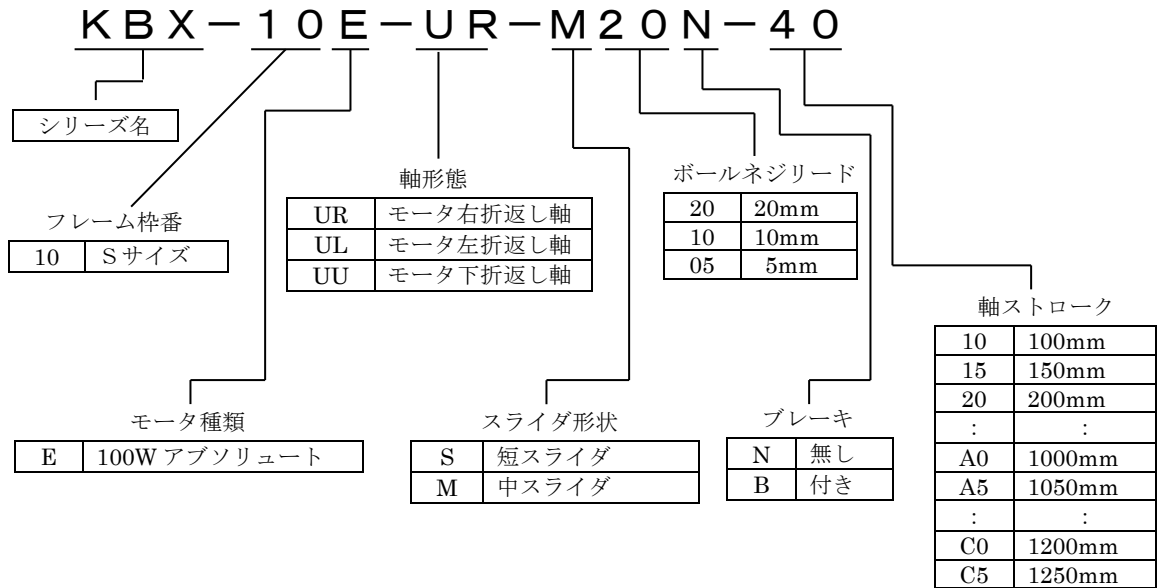 ＫＢＸ－１０Ｅ－ＵＲ－Ｍ２０Ｎ－４０
シリーズ名
フレーム枠番
10 Ｓサイズ
軸形態
UR モータ右折返し軸
UL モータ左折返し軸
UU モータ下折返し軸
ボールネジリード
20 20mm
10 10mm
05 5mm
モータ種類
E 100W アブソリュート
スライダ形状
S 短スライダ
M 中スライダ
ブレーキ
N 無し
B 付き
軸ストローク
10 100mm
15 150mm
20 200mm
： ：
A0 1000mm
A5 1050mm
： ：
C0 1200mm
C5 1250mm